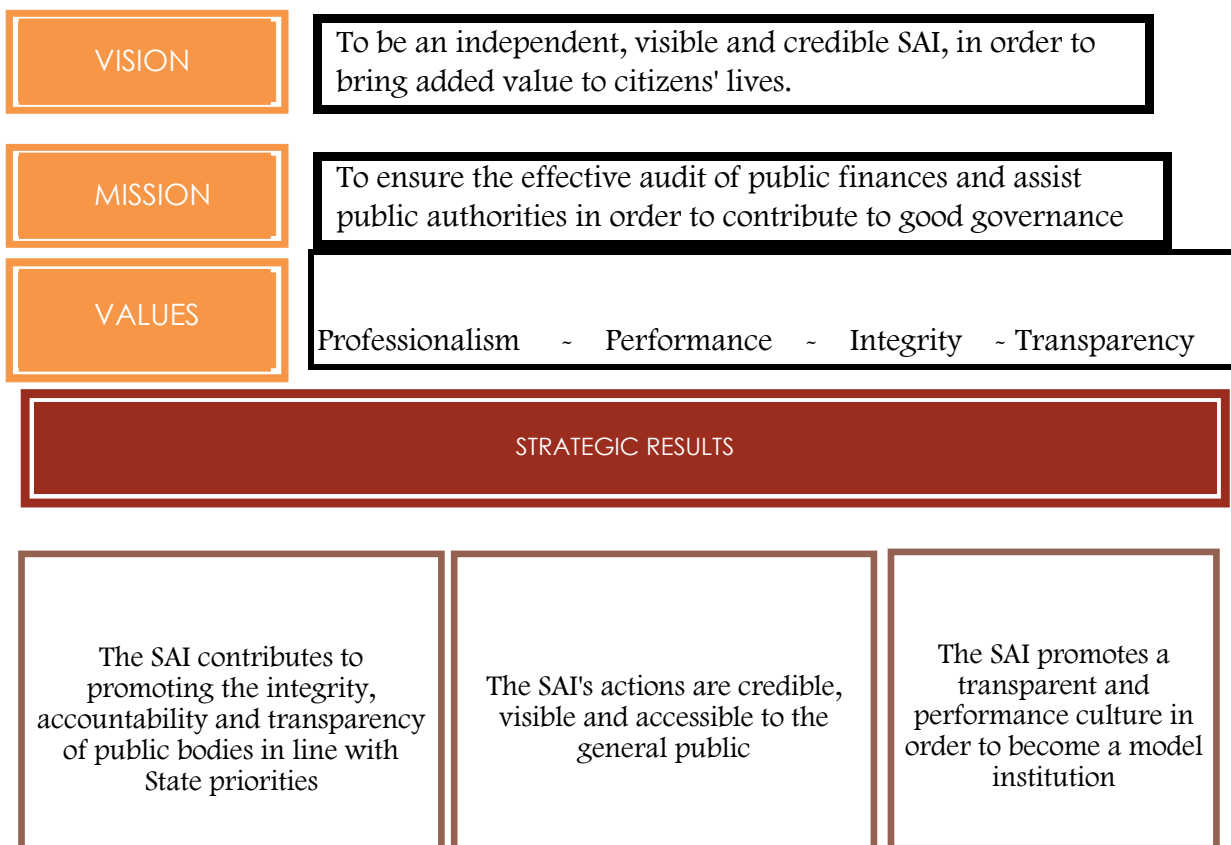 VISION
To be an independent, visible and credible SAI, in order to
bring added value to citizens' lives.
MISSION
To ensure the effective audit of public finances and assist
public authorities in order to contribute to good governance
VALUES
Professionalism - Performance - Integrity - Transparency
STRATEGIC RESULTS
The SAI contributes to
promoting the integrity,
accountability and transparency
of public bodies in line with
State priorities
The SAI's actions are credible,
visible and accessible to the
general public
The SAI promotes a
transparent and
performance culture in
order to become a model
institution